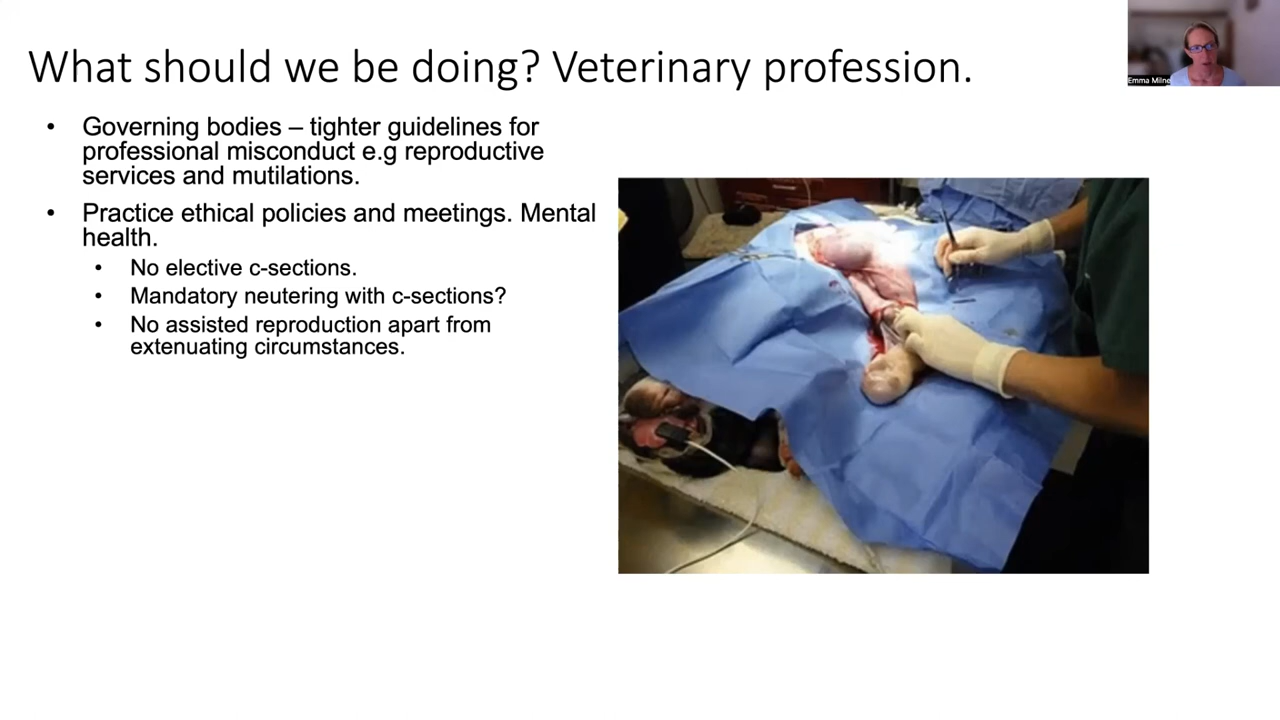 What should we be doing? Veterinary profession.
Emma Milne
• Governing bodies – tighter guidelines for
professional misconduct e.g reproductive
services and mutilations.
• Practice ethical policies and meetings. Mental
health.
• No elective c-sections.
• Mandatory neutering with c-sections?
• No assisted reproduction apart from
extenuating circumstances.